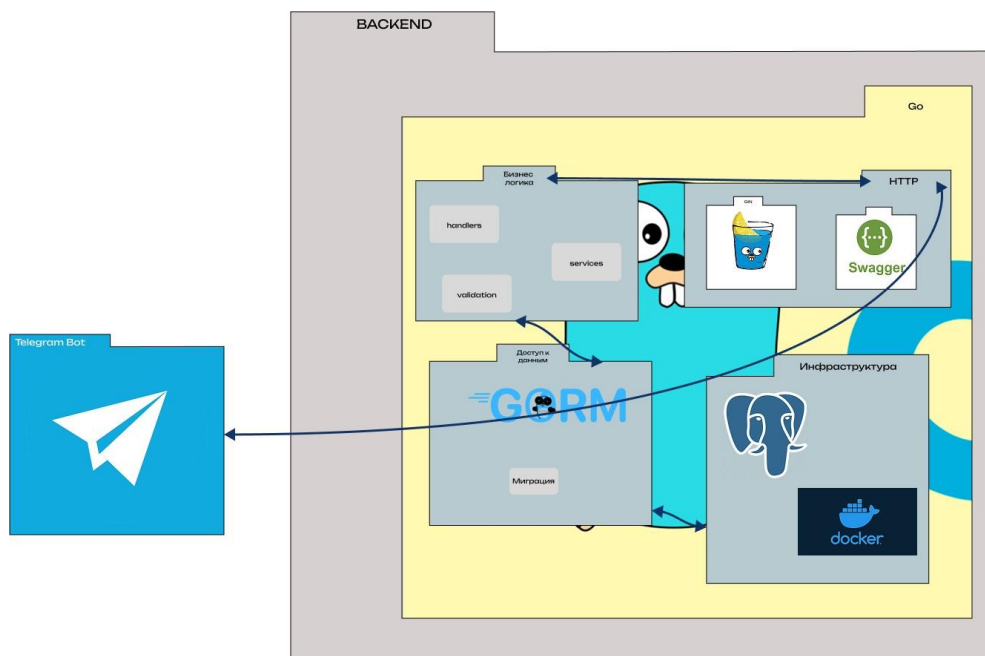 BACKEND
Go
Бизнес
логика
HTTP
handlers
services
validation
GIN
{···}
Swagger
Telegram Bot
Доступ к
данным
GORM
Миграция
Инфраструктура
docker